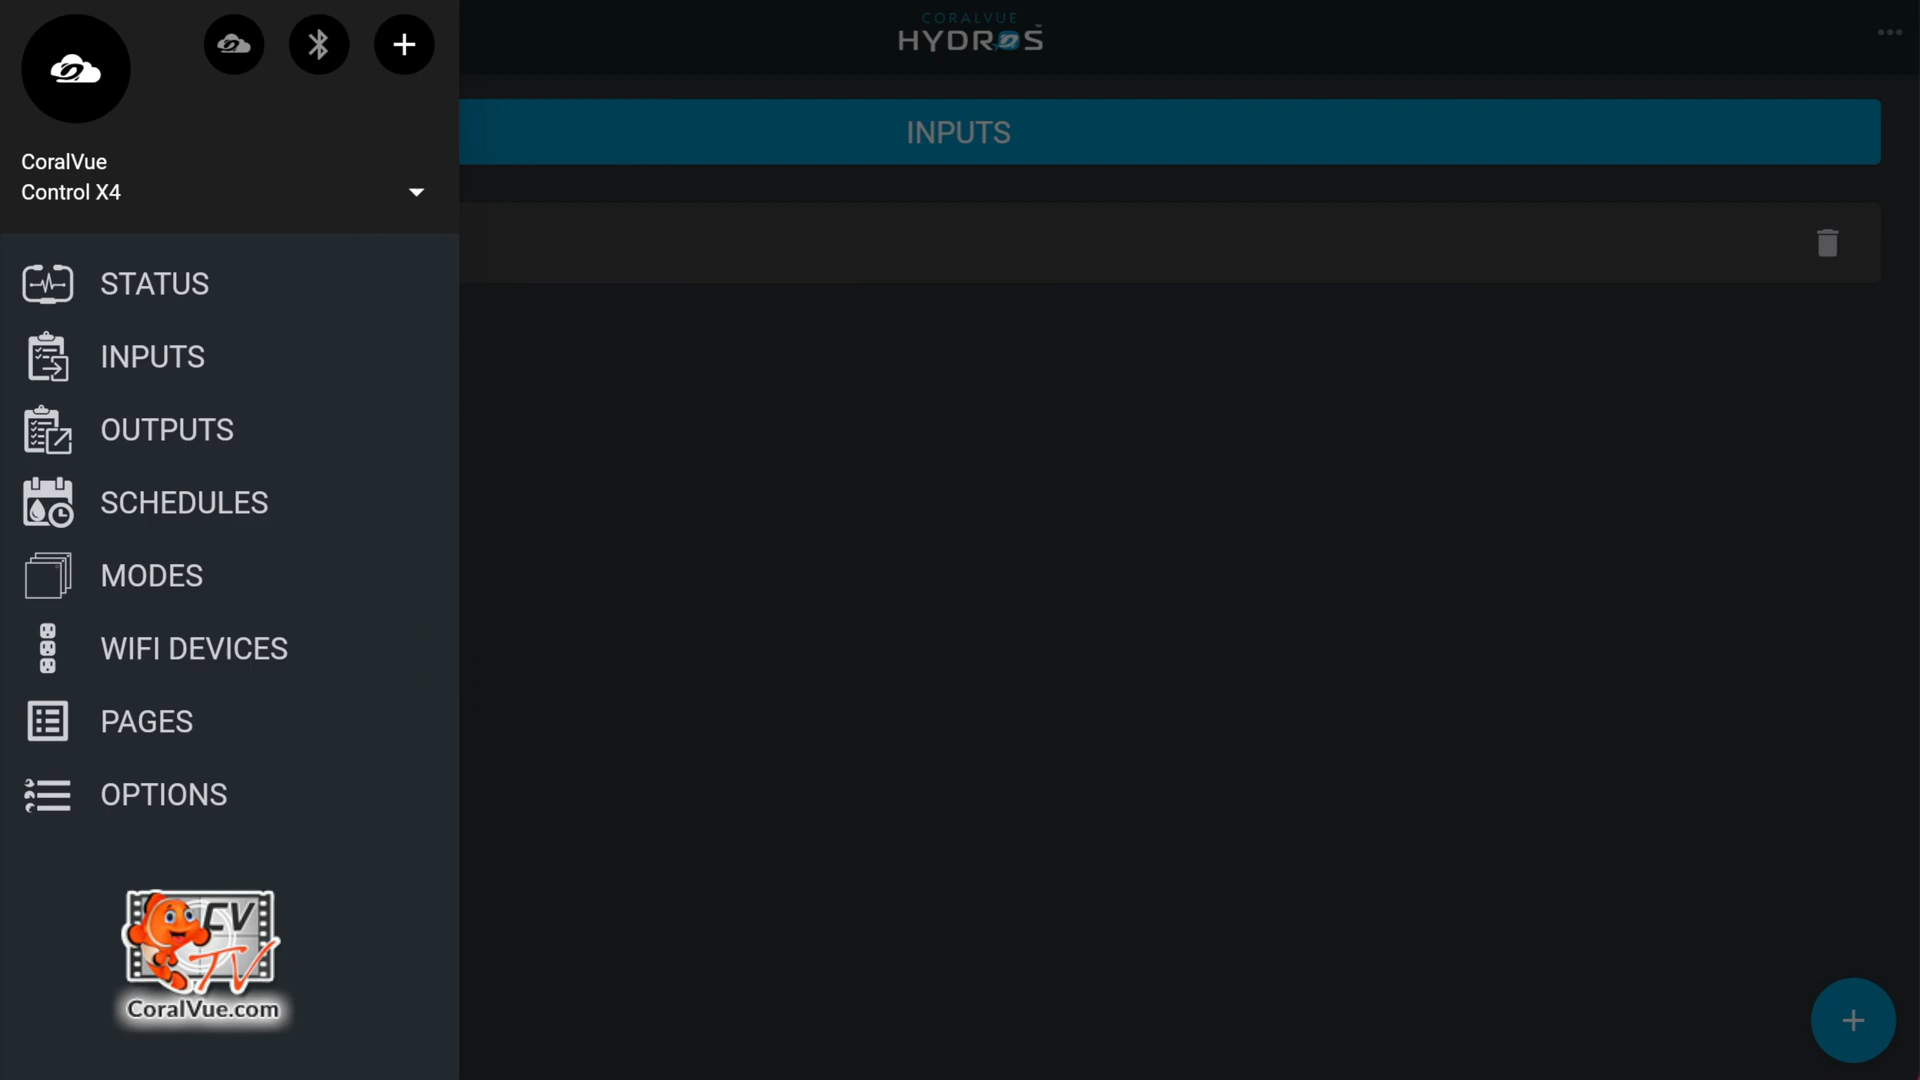 CORALVUE
HYDROS
INPUTS
CoralVue
Control X4
STATUS
INPUTS
OUTPUTS
SCHEDULES
MODES
WIFI DEVICES
PAGES
OPTIONS
CV
TV
CoralVue.com